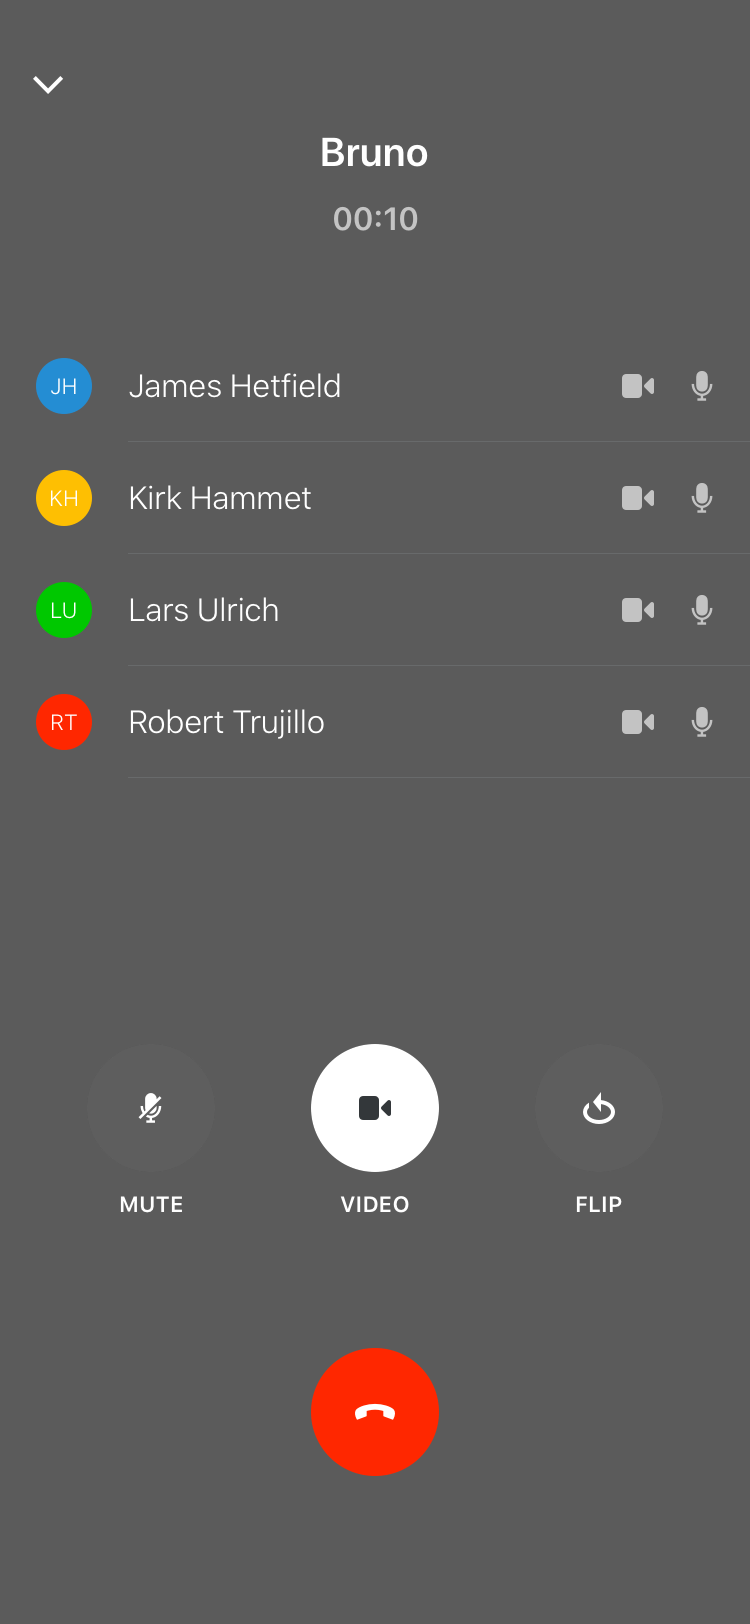 Bruno
00:10
JH James Hetfield
KH Kirk Hammet
LU Lars Ulrich
RT Robert Trujillo
MUTE VIDEO FLIP